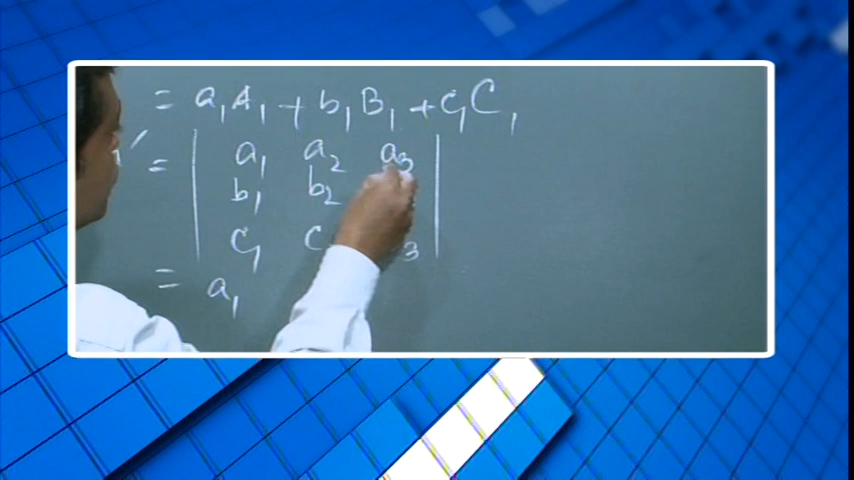 = a₁A₁ + b₁B₁ + c₁C₁
′ = | a₁ a₂ a₃ |
| b₁ b₂ |
| c₁ c 3 |
= a₁